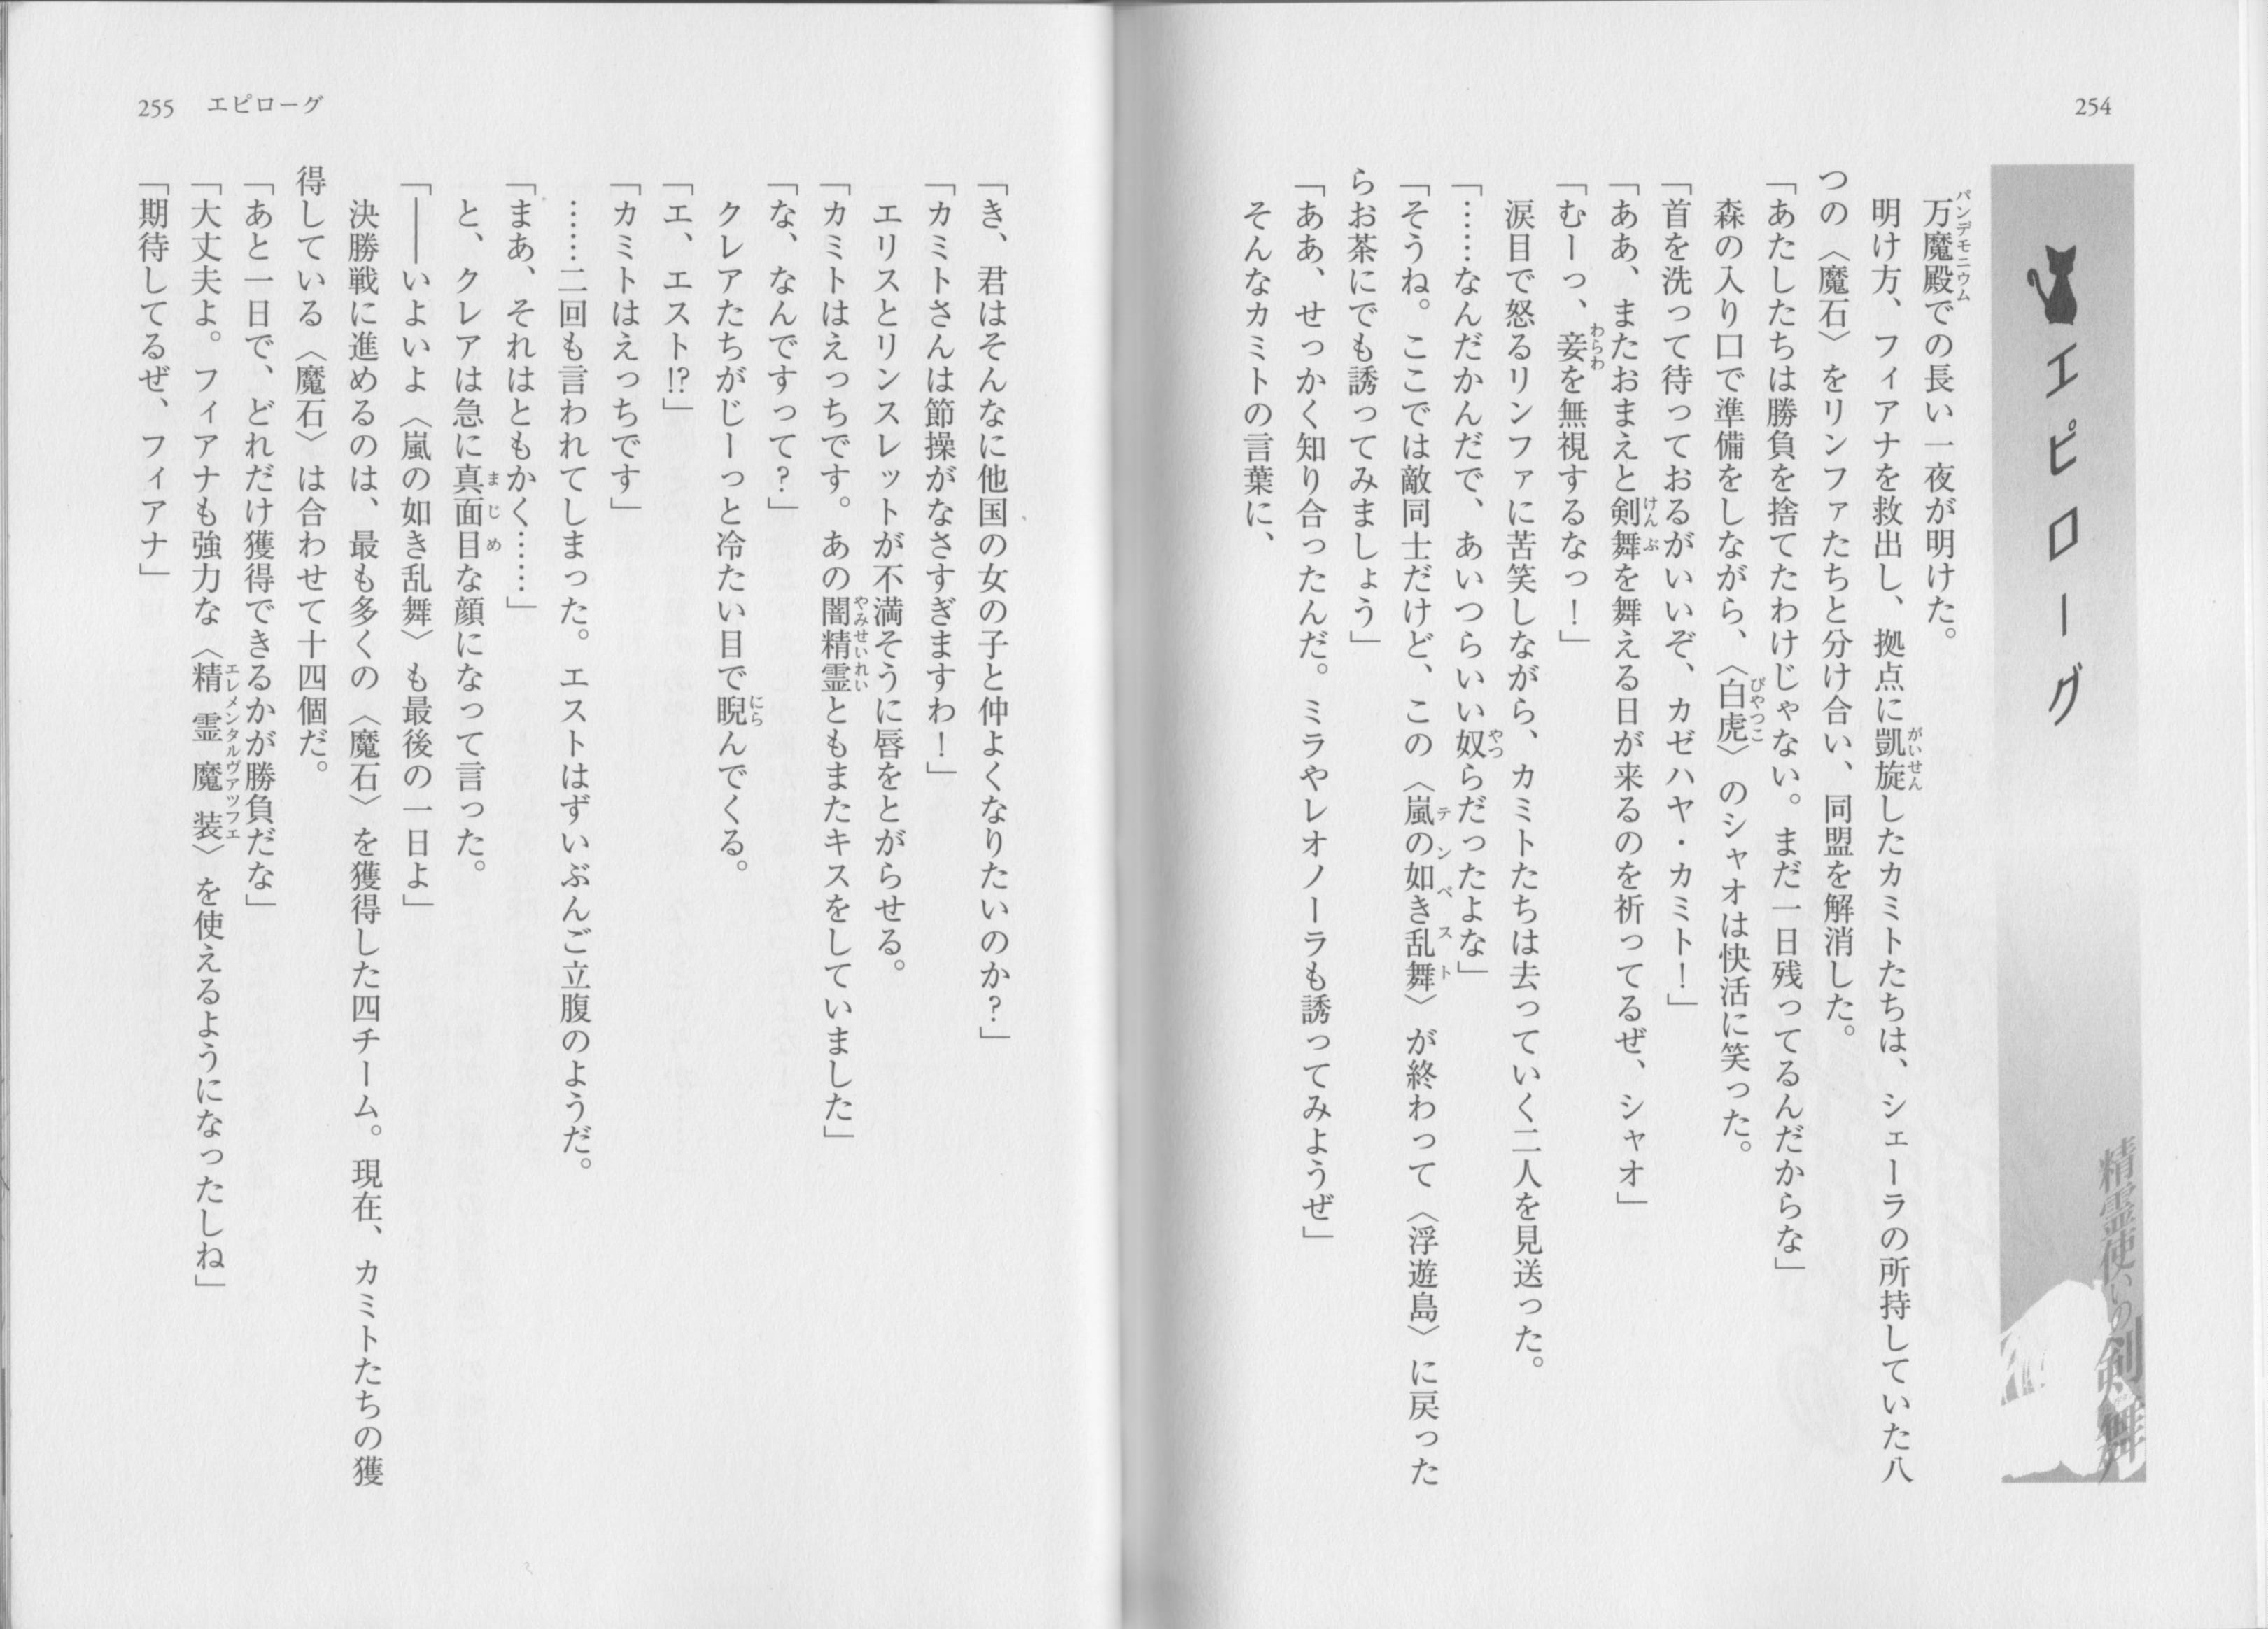 254
エピローグ
精霊使いの剣舞
万魔殿での長い一夜が明けた。
明け方、フィアナを救出し、拠点に凱旋したカミトたちは、シェーラの所持していた八
つの〈魔石〉をリンファたちと分け合い、同盟を解消した。
「あたしたちは勝負を捨てたわけじゃない。まだ一日残ってるんだからな」
森の入り口で準備をしながら、〈白虎〉のシャオは快活に笑った。
「首を洗って待っておるがいいぞ、カゼハヤ・カミト！」
「ああ、またおまえと剣舞を舞える日が来るのを祈ってるぜ、シャオ」
「むーっ、妾を無視するなっ！」
涙目で怒るリンファに苦笑しながら、カミトたちは去っていく二人を見送った。
「……なんだかんだで、あいつらいい奴らだったよな」
「そうね。ここでは敵同士だけど、この〈嵐の如き乱舞〉が終わって〈浮遊島〉に戻った
らお茶にでも誘ってみましょう」
「ああ、せっかく知り合ったんだ。ミラやレオノーラも誘ってみようぜ」
そんなカミトの言葉に、
255 エピローグ
「き、君はそんなに他国の女の子と仲よくなりたいのか？」
「カミトさんは節操がなさすぎますわ！」
エリスとリンスレットが不満そうに唇をとがらせる。
「カミトはえっちです。あの闇精霊ともまたキスをしていました」
「な、なんですって？」
クレアたちがじーっと冷たい目で睨んでくる。
「エ、エスト!?」
「カミトはえっちです」
……二回も言われてしまった。エストはずいぶんご立腹のようだ。
「まあ、それはともかく……」
と、クレアは急に真面目な顔になって言った。
「――いよいよ〈嵐の如き乱舞〉も最後の一日よ」
決勝戦に進めるのは、最も多くの〈魔石〉を獲得した四チーム。現在、カミトたちの獲
得している〈魔石〉は合わせて十四個だ。
「あと一日で、どれだけ獲得できるかが勝負だな」
「大丈夫よ。フィアナも強力な〈精霊魔装〉を使えるようになったしね」
「期待してるぜ、フィアナ」